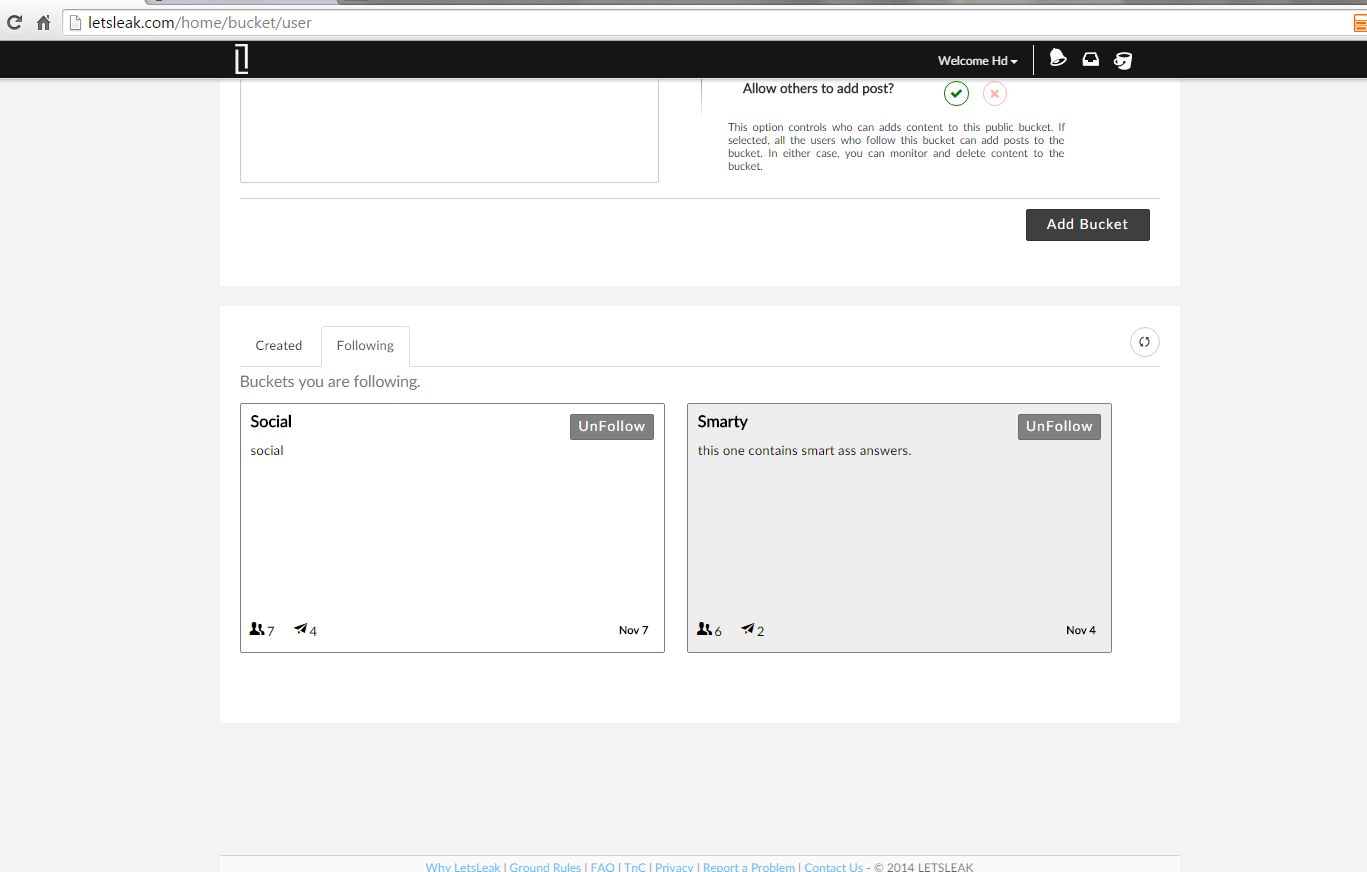 letsleak.com/home/bucket/user
Welcome Hd
Allow others to add post?
This option controls who can adds content to this public bucket. If
selected, all the users who follow this bucket can add posts to the
bucket. In either case, you can monitor and delete content to the
bucket.
Add Bucket
Created
Following
Buckets you are following.
Social
UnFollow
social
7
4
Nov 7
Smarty
UnFollow
this one contains smart ass answers.
6
2
Nov 4
Why LetsLeak | Ground Rules | FAQ | TnC | Privacy | Report a Problem | Contact Us - © 2014 LETSLEAK